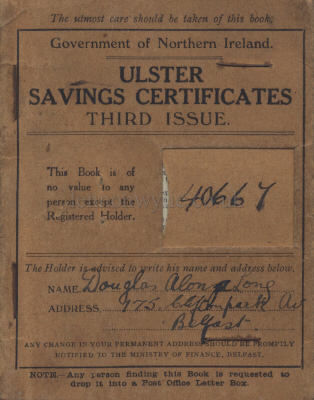 The utmost care should be taken of this book.
Government of Northern Ireland.
ULSTER
SAVINGS CERTIFICATES
THIRD ISSUE.
This Book is of
no value to any
person except the
Registered Holder.
40667
The Holder is advised to write his name and address below.
NAME Douglas Along Long
ADDRESS Av
Belfast.
ANY CHANGE IN YOUR PERMANENT ADDRESS SHOULD BE PROMPTLY
NOTIFIED TO THE MINISTRY OF FINANCE, BELFAST.
NOTE.—Any person finding this Book is requested to
drop it into a Post Office Letter Box.